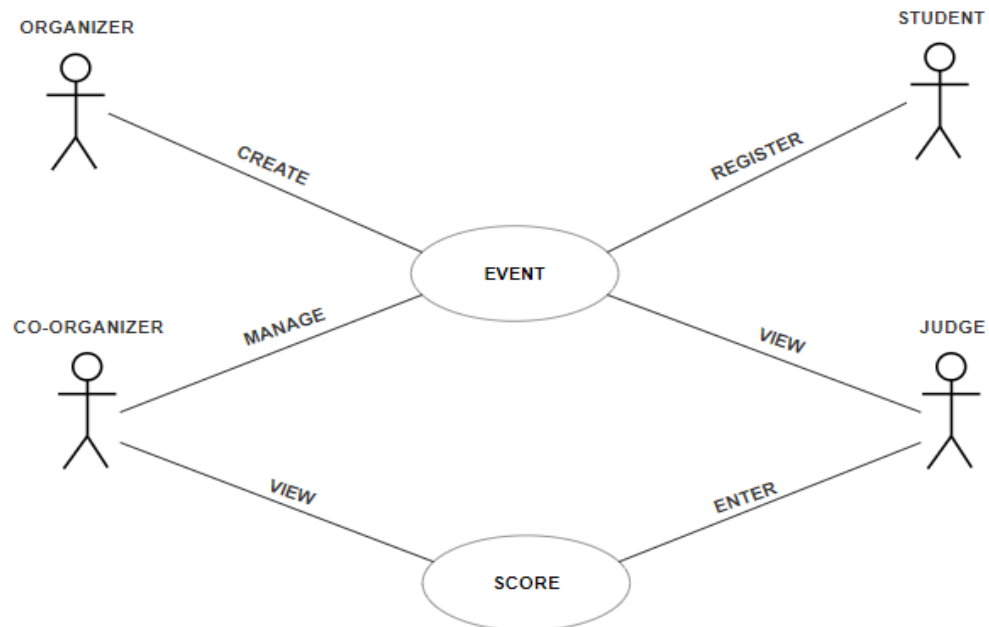 STUDENT
ORGANIZER
CREATE
REGISTER
EVENT
CO-ORGANIZER
MANAGE
VIEW
JUDGE
VIEW
ENTER
SCORE